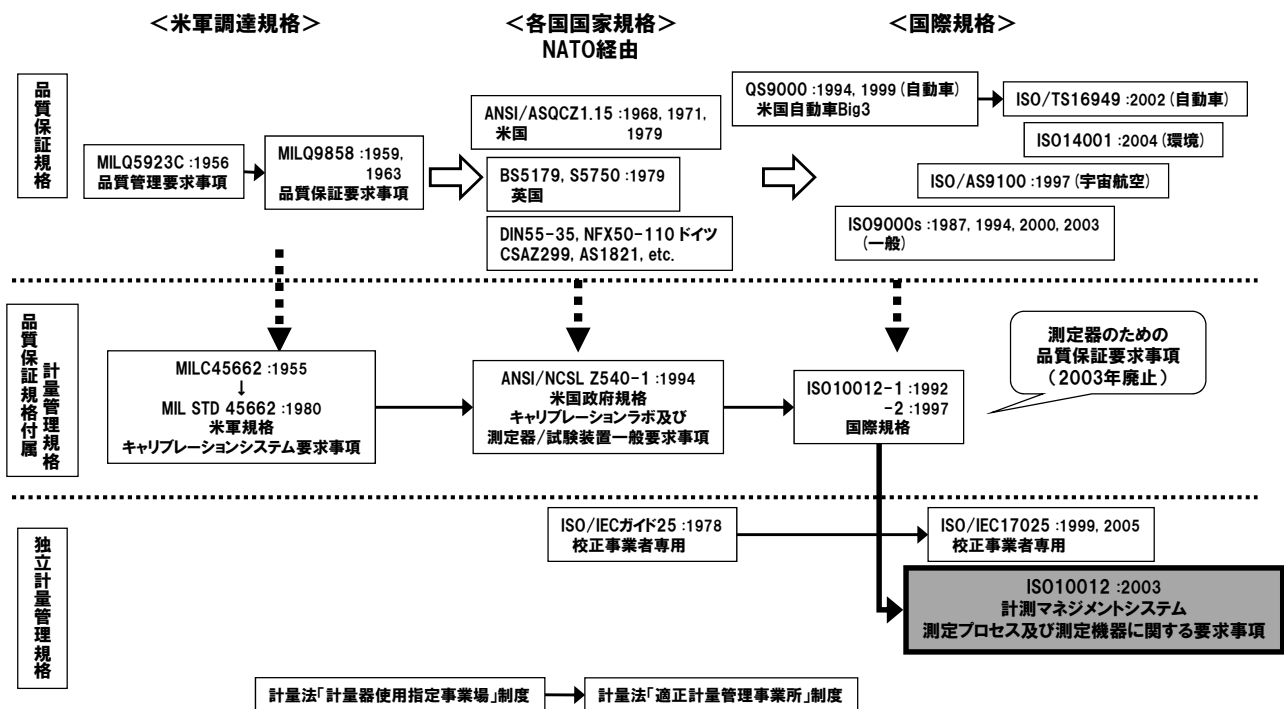 ＜米軍調達規格＞
＜各国国家規格＞
NATO経由
＜国際規格＞
品質保証規格
MILQ5923C :1956
品質管理要求事項
MILQ9858 :1959,
1963
品質保証要求事項
ANSI/ASQCZ1.15 :1968, 1971,
米国 1979
BS5179, S5750 :1979
英国
DIN55-35, NFX50-110 ドイツ
CSAZ299, AS1821, etc.
QS9000 :1994, 1999 (自動車)
米国自動車Big3
ISO/TS16949 :2002 (自動車)
ISO14001 :2004 (環境)
ISO/AS9100 :1997 (宇宙航空)
ISO9000s :1987, 1994, 2000, 2003
(一般)
品質保証規格付属
計量管理規格
MILC45662 :1955
↓
MIL STD 45662 :1980
米軍規格
キャリブレーションシステム要求事項
ANSI/NCSL Z540-1 :1994
米国政府規格
キャリブレーションラボ及び
測定器/試験装置一般要求事項
ISO10012-1 :1992
-2 :1997
国際規格
測定器のための
品質保証要求事項
（2003年廃止）
独立計量管理規格
ISO/IECガイド25 :1978
校正事業者専用
ISO/IEC17025 :1999, 2005
校正事業者専用
ISO10012 :2003
計測マネジメントシステム
測定プロセス及び測定機器に関する要求事項
計量法「計量器使用指定事業場」制度
計量法「適正計量管理事業所」制度